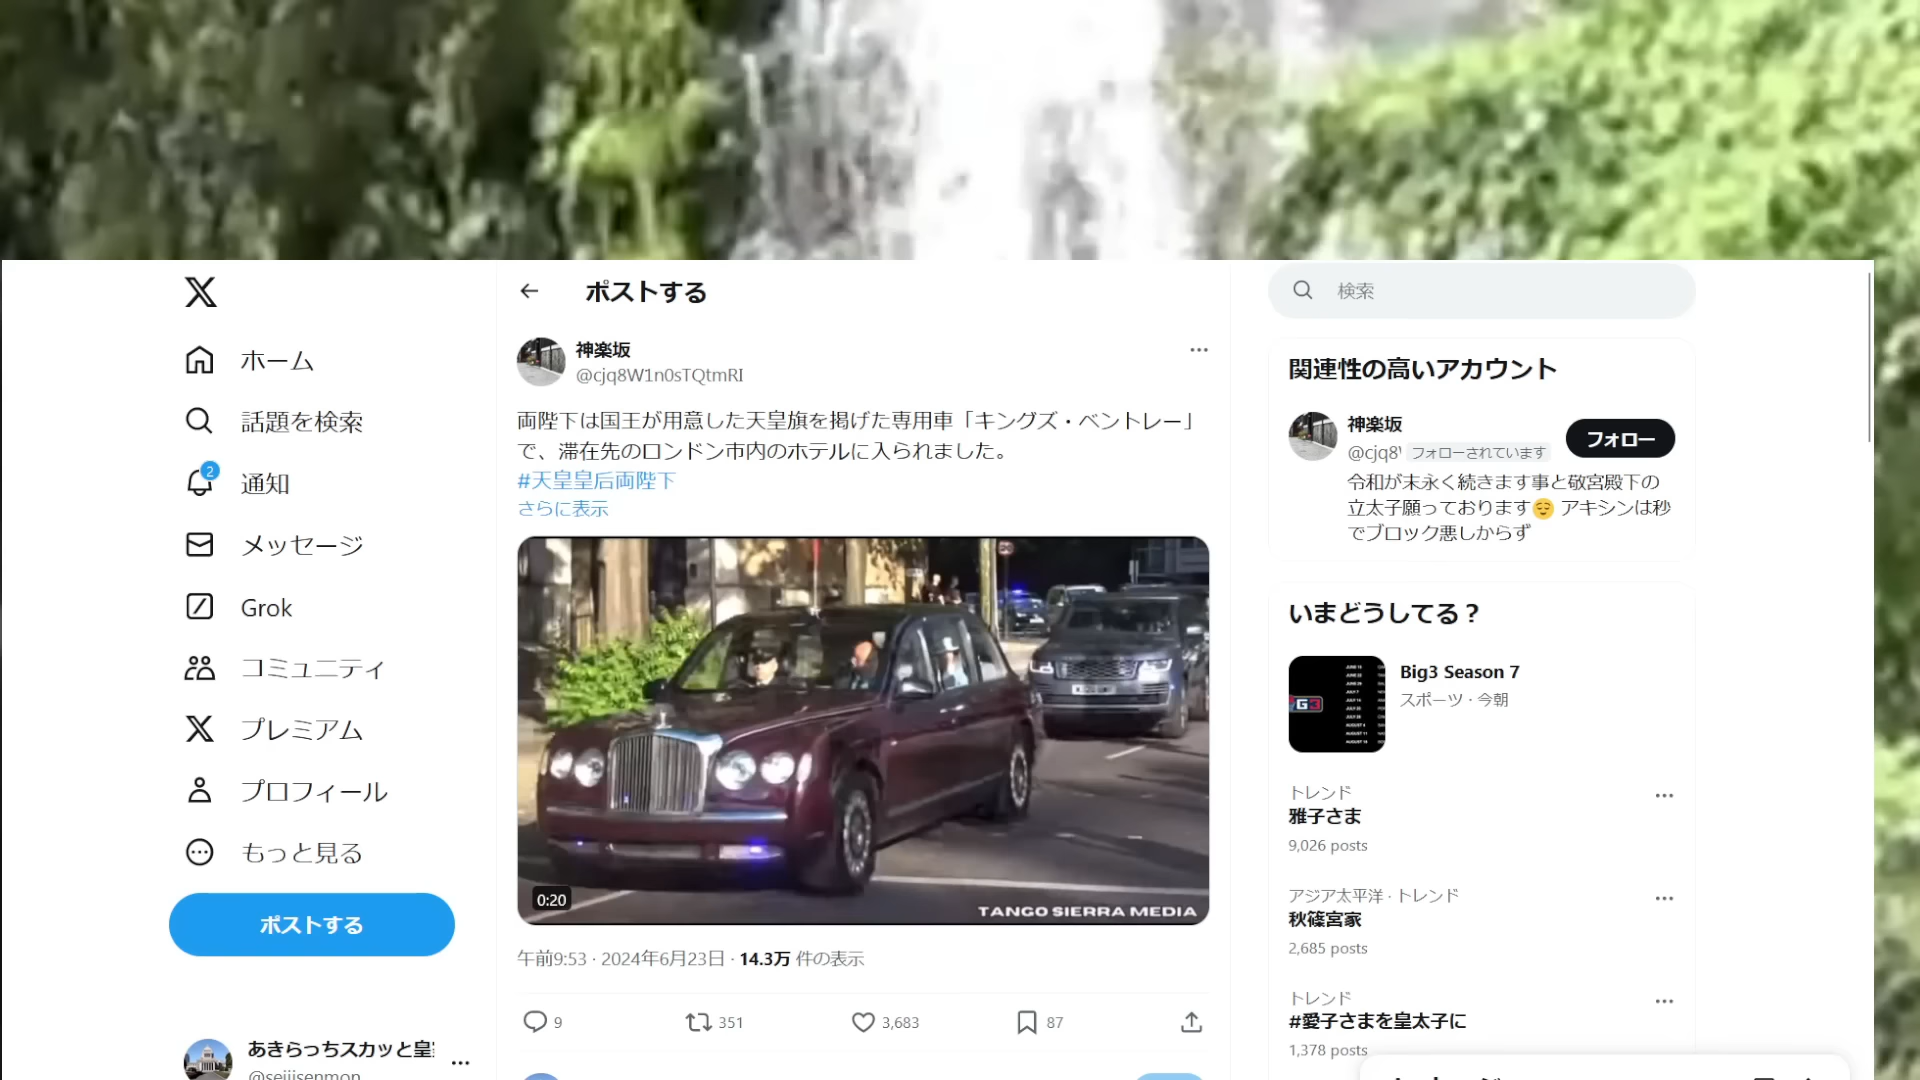 ポストする
検索
ホーム
話題を検索
2
通知
メッセージ
Grok
コミュニティ
プレミアム
プロフィール
もっと見る
ポストする
あきらっちスカッと皇
@seijisenmon
神楽坂
@cjq8W1n0sTQtmRI
両陛下は国王が用意した天皇旗を掲げた専用車「キングズ・ベントレー」
で、滞在先のロンドン市内のホテルに入られました。
#天皇皇后両陛下
さらに表示
0:20
TANGO SIERRA MEDIA
午前9:53 · 2024年6月23日 · 14.3万 件の表示
9
351
3,683
87
関連性の高いアカウント
神楽坂
@cjq8 フォローされています
フォロー
令和が末永く続きます事と敬宮殿下の
立太子願っております😌 アキシンは秒
でブロック悪しからず
いまどうしてる？
Big3 Season 7
スポーツ · 今朝
トレンド
雅子さま
9,026 posts
アジア太平洋 · トレンド
秋篠宮家
2,685 posts
トレンド
#愛子さまを皇太子に
1,378 posts